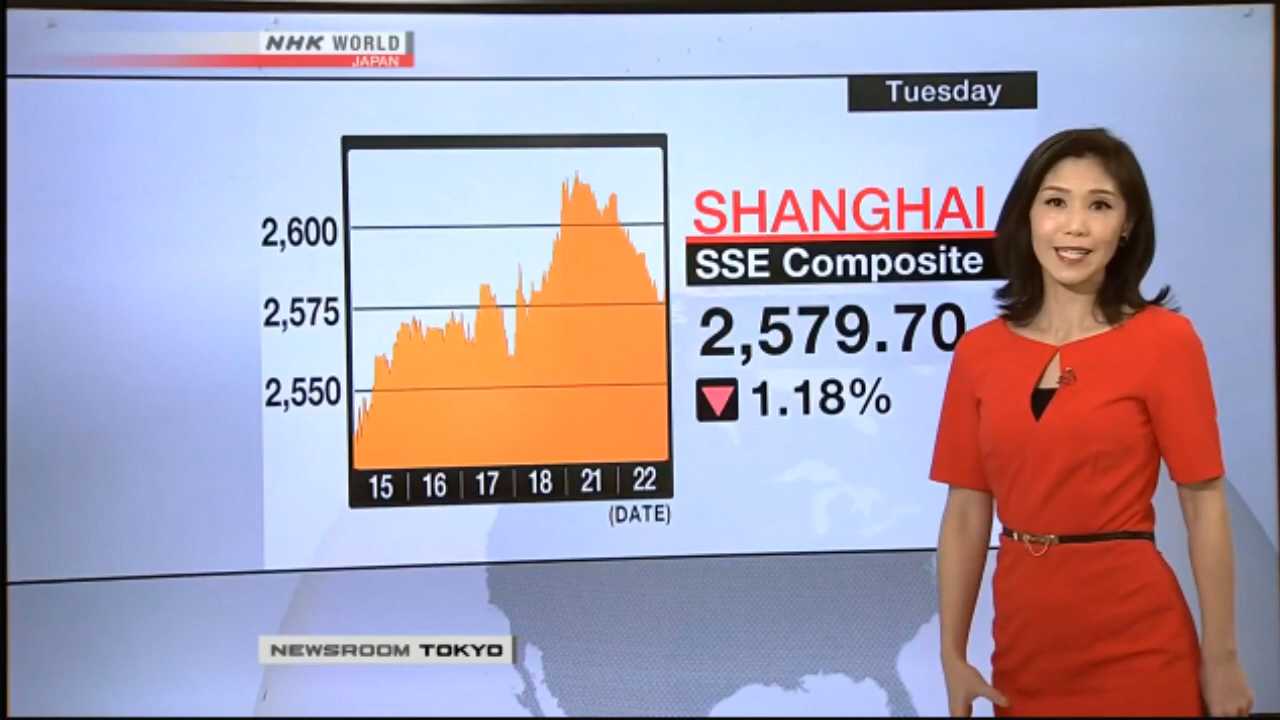 NHK WORLD
JAPAN
Tuesday
SHANGHAI
SSE Composite
2,579.70
1.18%
2,600
2,575
2,550
15 16 17 18 21 22
(DATE)
NEWSROOM TOKYO